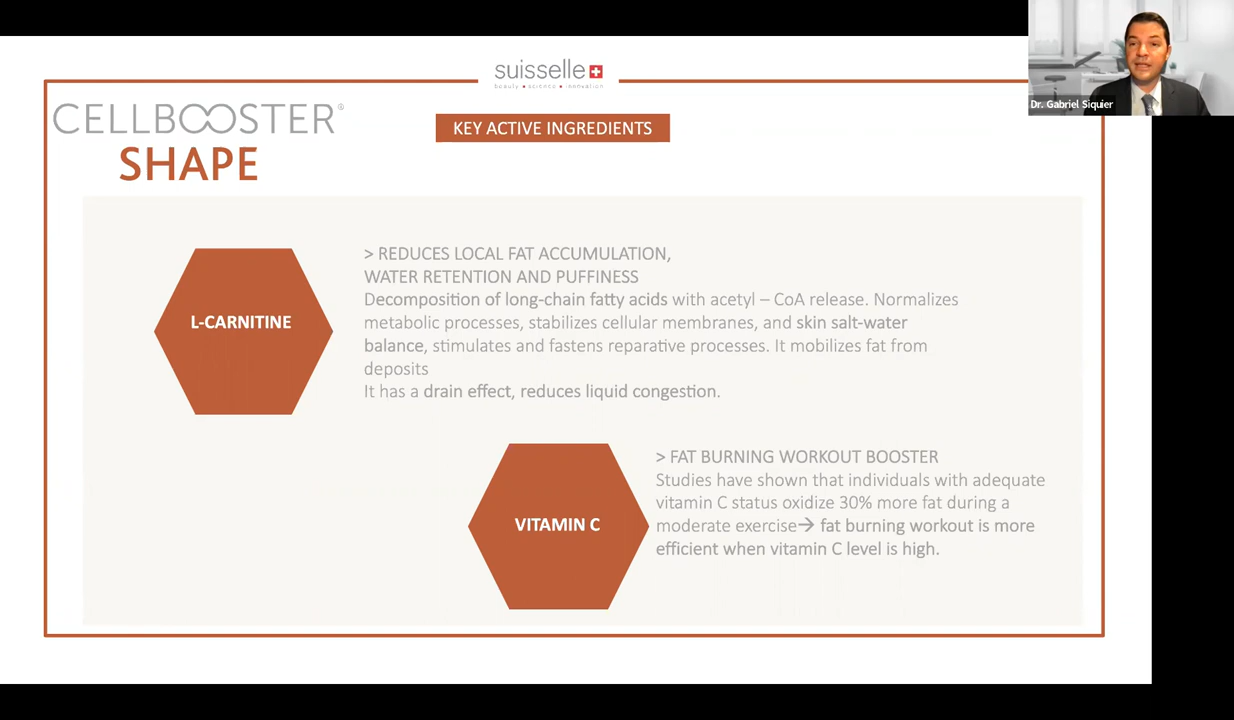 suisselle
beauty • science • innovation
Dr. Gabriel Siquier
CELLBOOSTER®
SHAPE
KEY ACTIVE INGREDIENTS
L-CARNITINE
> REDUCES LOCAL FAT ACCUMULATION,
WATER RETENTION AND PUFFINESS
Decomposition of long-chain fatty acids with acetyl – CoA release. Normalizes
metabolic processes, stabilizes cellular membranes, and skin salt-water
balance, stimulates and fastens reparative processes. It mobilizes fat from
deposits
It has a drain effect, reduces liquid congestion.
VITAMIN C
> FAT BURNING WORKOUT BOOSTER
Studies have shown that individuals with adequate
vitamin C status oxidize 30% more fat during a
moderate exercise→ fat burning workout is more
efficient when vitamin C level is high.